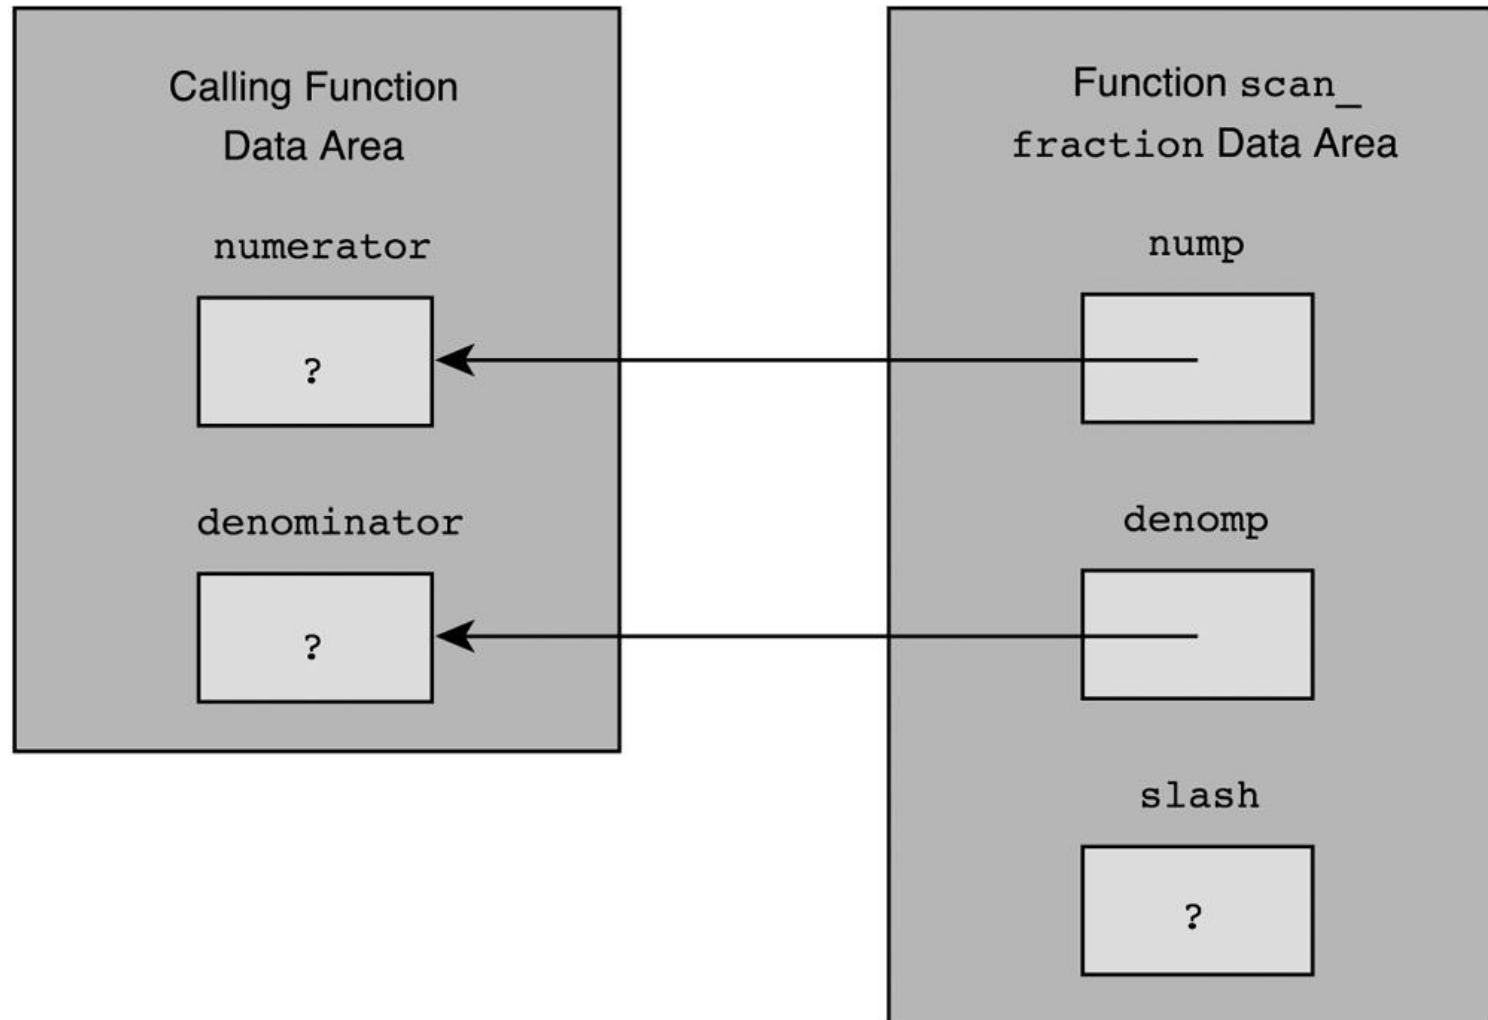 Calling Function
Data Area
numerator
?
denominator
?
Function scan_
fraction Data Area
nump
denomp
slash
?